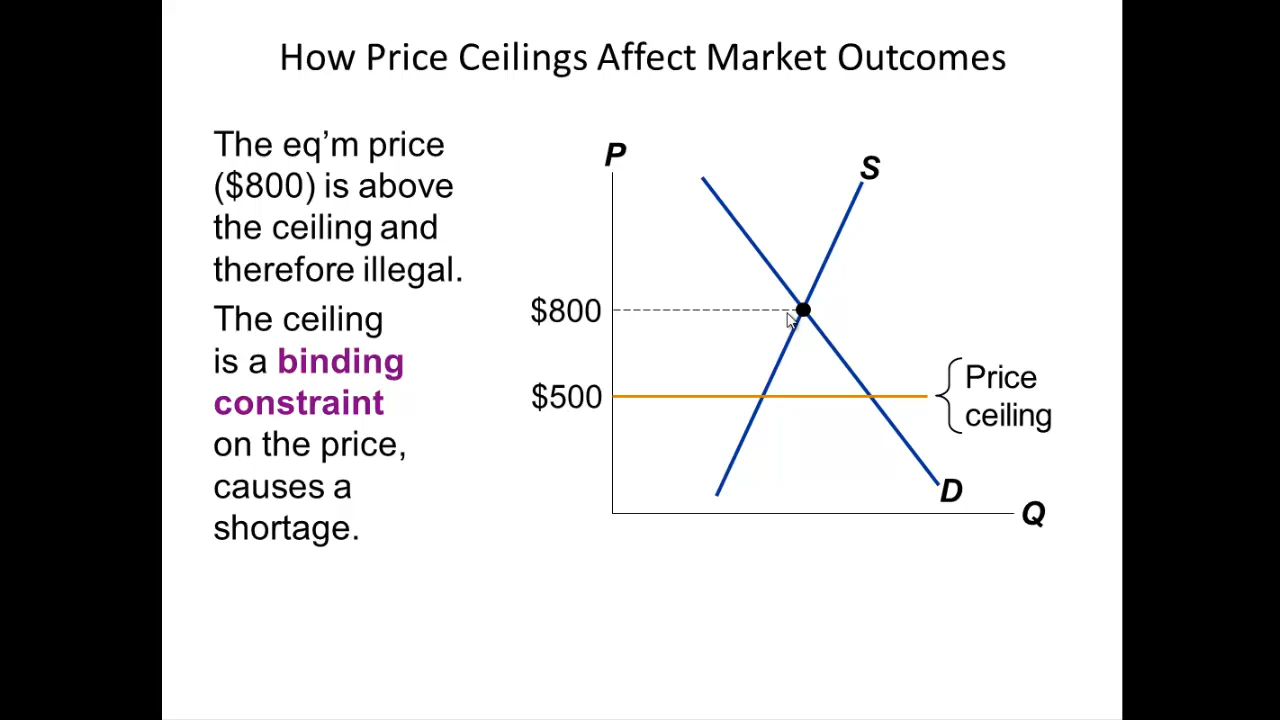 How Price Ceilings Affect Market Outcomes
The eq’m price
($800) is above
the ceiling and
therefore illegal.
The ceiling
is a binding
constraint
on the price,
causes a
shortage.
P
S
$800
$500
Price
ceiling
D
Q